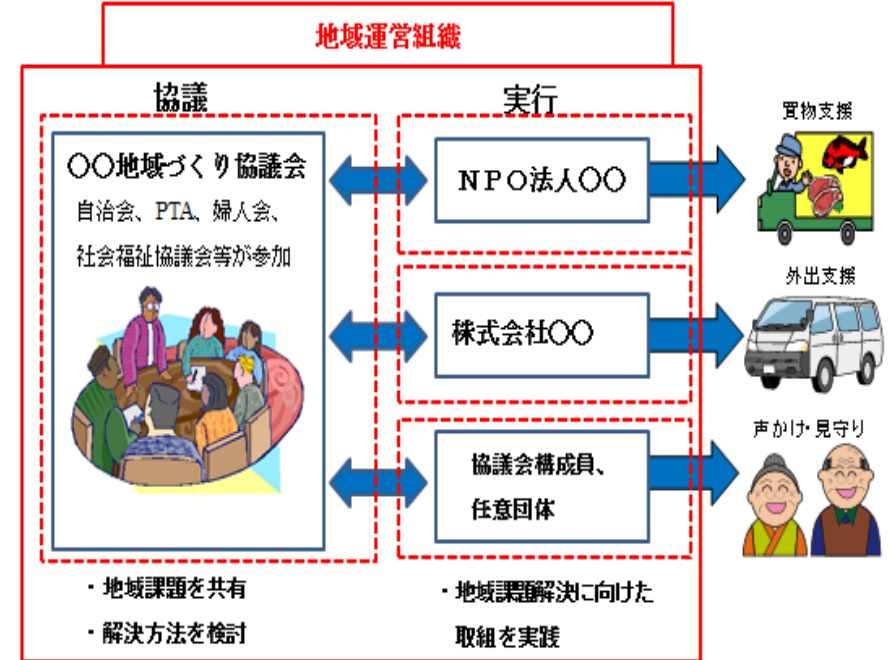 地域運営組織
協議
〇〇地域づくり協議会
自治会、PTA、婦人会、
社会福祉協議会等が参加
・地域課題を共有
・解決方法を検討
実行
ＮＰＯ法人〇〇
株式会社〇〇
協議会構成員、
任意団体
・地域課題解決に向けた
取組を実践
買物支援
外出支援
声かけ・見守り